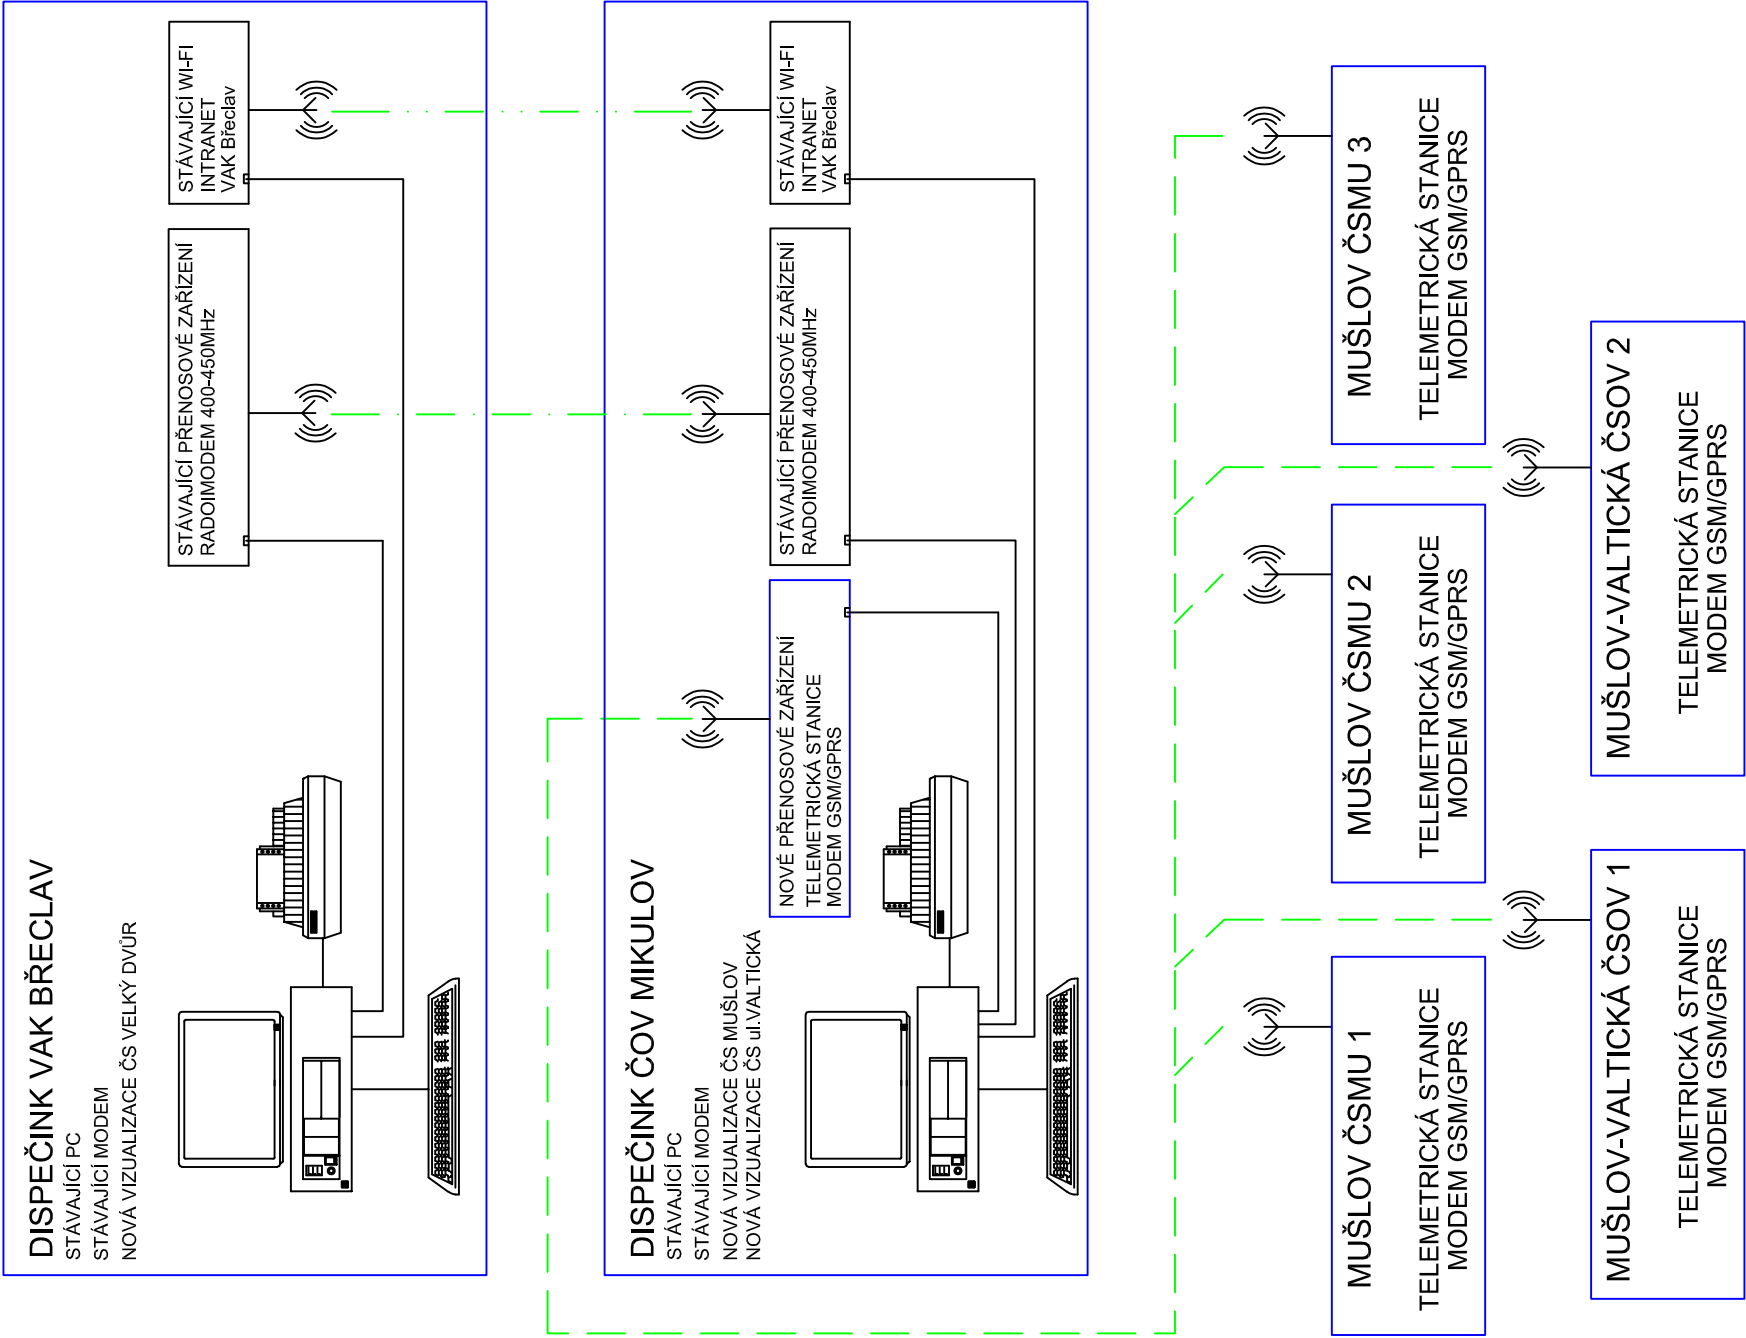 DISPEČINK VAK BŘECLAV
STÁVAJÍCÍ PC
STÁVAJÍCÍ MODEM
NOVÁ VIZUALIZACE ČS VELKÝ DVŮR
STÁVAJÍCÍ PŘENOSOVÉ ZAŘÍZENÍ
RADOIMODEM 400-450MHz
STÁVAJÍCÍ WI-FI
INTRANET
VAK Břeclav
DISPEČINK ČOV MIKULOV
STÁVAJÍCÍ PC
STÁVAJÍCÍ MODEM
NOVÁ VIZUALIZACE ČS MUŠLOV
NOVÁ VIZUALIZACE ČS ul.VALTICKÁ
NOVÉ PŘENOSOVÉ ZAŘÍZENÍ
TELEMETRICKÁ STANICE
MODEM GSM/GPRS
STÁVAJÍCÍ PŘENOSOVÉ ZAŘÍZENÍ
RADOIMODEM 400-450MHz
STÁVAJÍCÍ WI-FI
INTRANET
VAK Břeclav
MUŠLOV ČSMU 1
TELEMETRICKÁ STANICE
MODEM GSM/GPRS
MUŠLOV ČSMU 2
TELEMETRICKÁ STANICE
MODEM GSM/GPRS
MUŠLOV ČSMU 3
TELEMETRICKÁ STANICE
MODEM GSM/GPRS
MUŠLOV-VALTICKÁ ČSOV 1
TELEMETRICKÁ STANICE
MODEM GSM/GPRS
MUŠLOV-VALTICKÁ ČSOV 2
TELEMETRICKÁ STANICE
MODEM GSM/GPRS